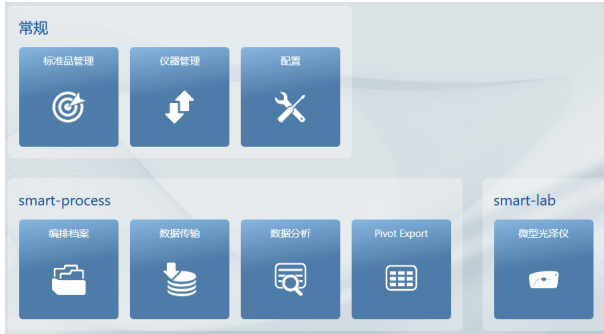 常规
标准品管理
仪器管理
配置
smart-process
编排档案
数据传输
数据分析
Pivot Export
smart-lab
微型光泽仪